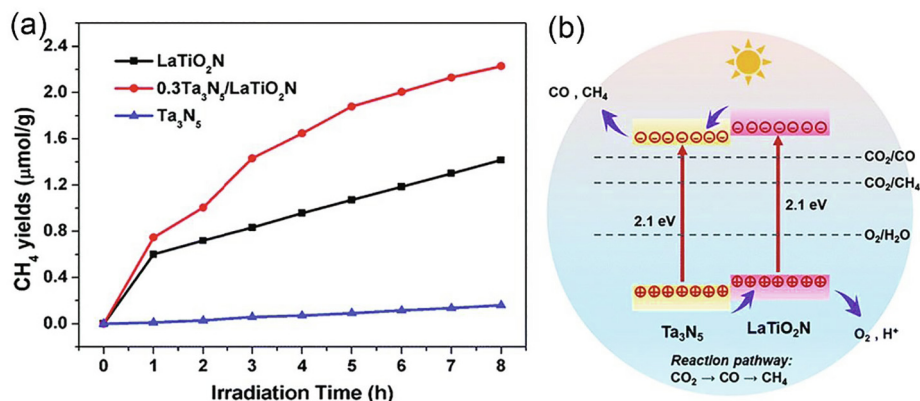 (a)
CH₄ yields (μmol/g)
2.4
2.0
1.6
1.2
0.8
0.4
0.0
LaTiO₂N
0.3Ta₃N₅/LaTiO₂N
Ta₃N₅
0 1 2 3 4 5 6 7 8
Irradiation Time (h)
(b)
CO , CH₄
CO₂/CO
CO₂/CH₄
2.1 eV
2.1 eV
O₂/H₂O
Ta₃N₅
LaTiO₂N
O₂ , H⁺
Reaction pathway:
CO₂ → CO → CH₄